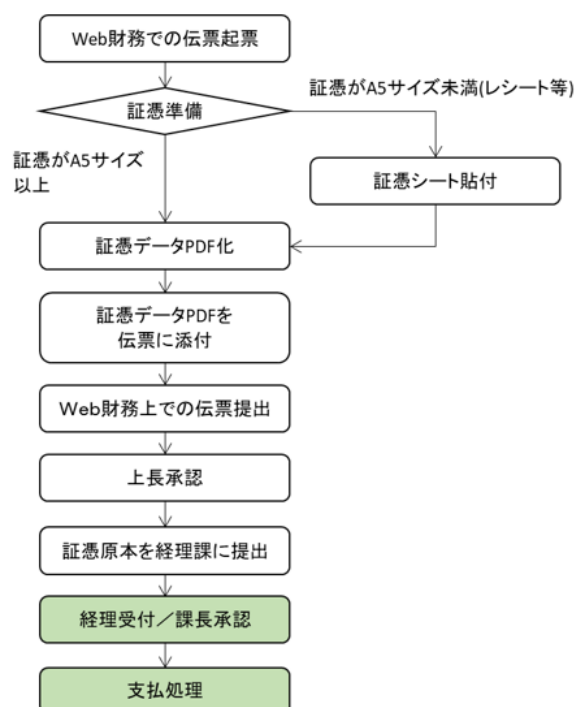 Web財務での伝票起票
証憑準備
証憑がA5サイズ未満(レシート等)
証憑がA5サイズ
以上
証憑シート貼付
証憑データPDF化
証憑データPDFを
伝票に添付
Web財務上での伝票提出
上長承認
証憑原本を経理課に提出
経理受付／課長承認
支払処理